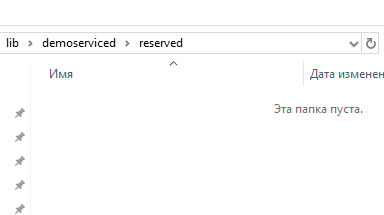 lib > demoserviced > reserved
Имя Дата изменен
Эта папка пуста.